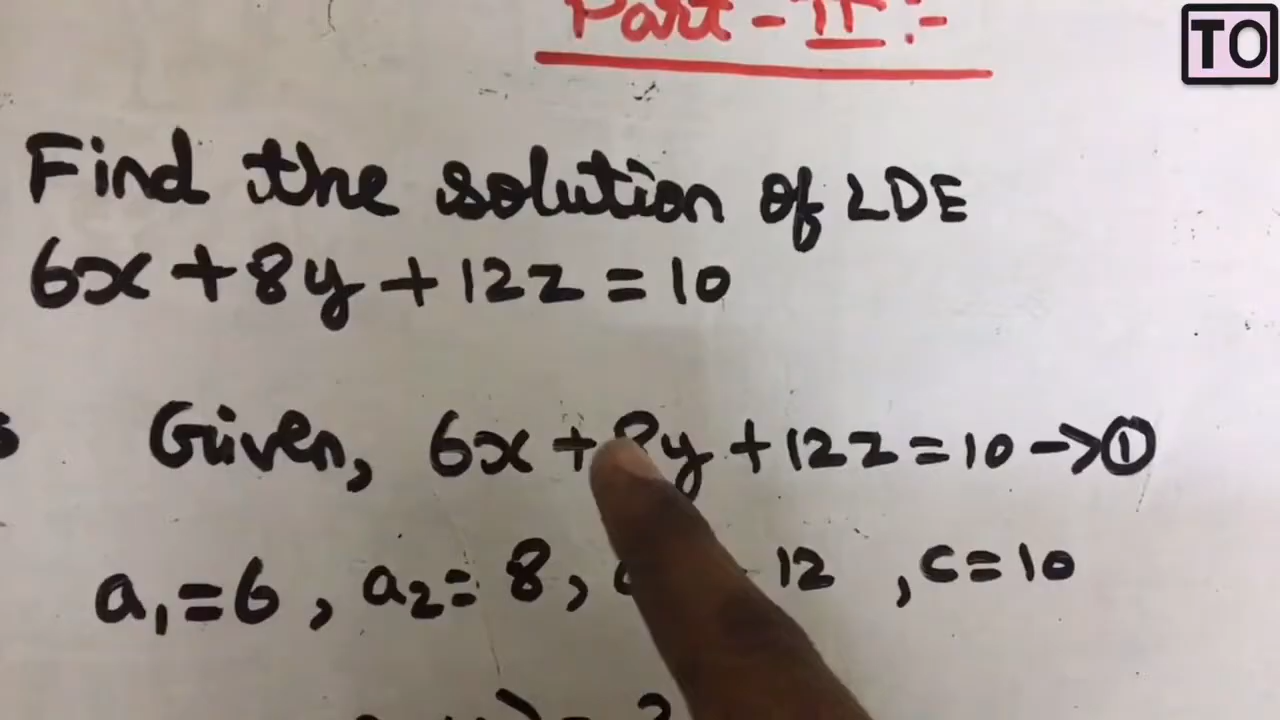 Part - II :-
TO
Find the solution of LDE
6x + 8y + 12z = 10
Given, 6x + 8y + 12z = 10 → ①
a₁ = 6, a₂ = 8, 12, c = 10